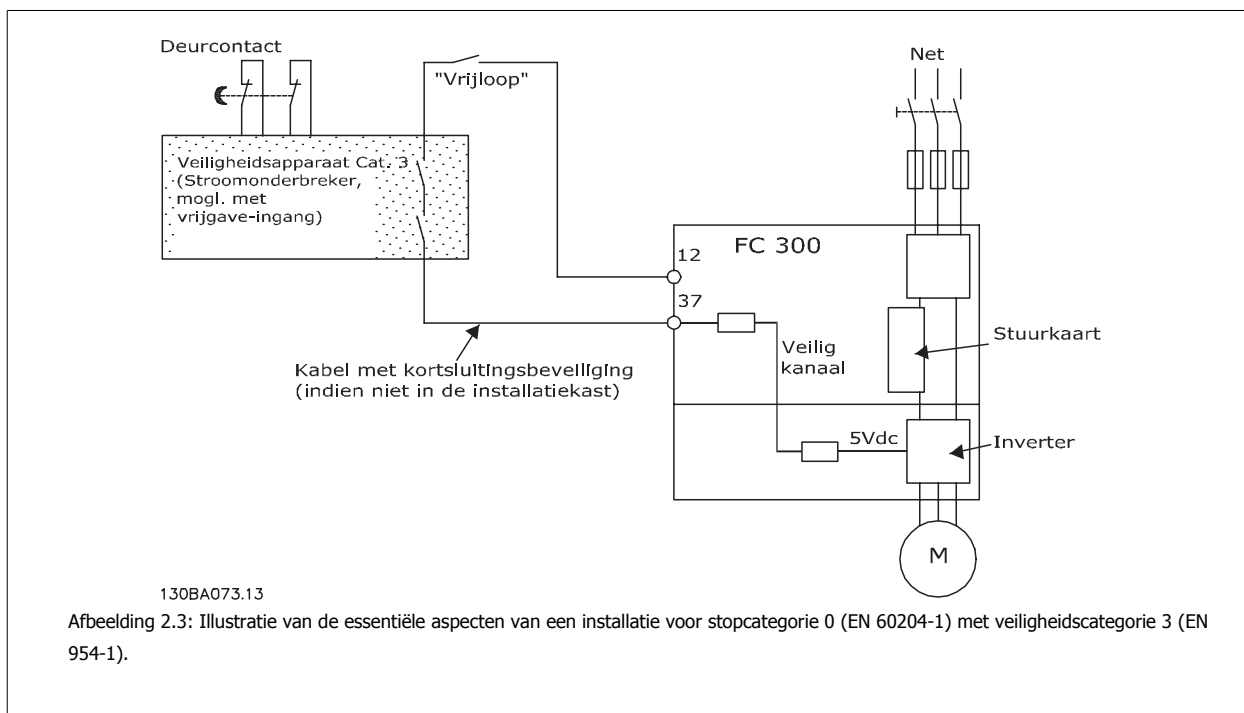 Deurcontact
"Vrijloop"
Net
Veiligheidsapparaat Cat. 3
(Stroomonderbreker,
mogl. met
vrijgave-ingang)
FC 300
12
37
Kabel met kortsluitingsbeveiliging
(indien niet in de installatiekast)
Veilig
kanaal
Stuurkaart
5Vdc
Inverter
M
130BA073.13
Afbeelding 2.3: Illustratie van de essentiële aspecten van een installatie voor stopcategorie 0 (EN 60204-1) met veiligheidscategorie 3 (EN
954-1).